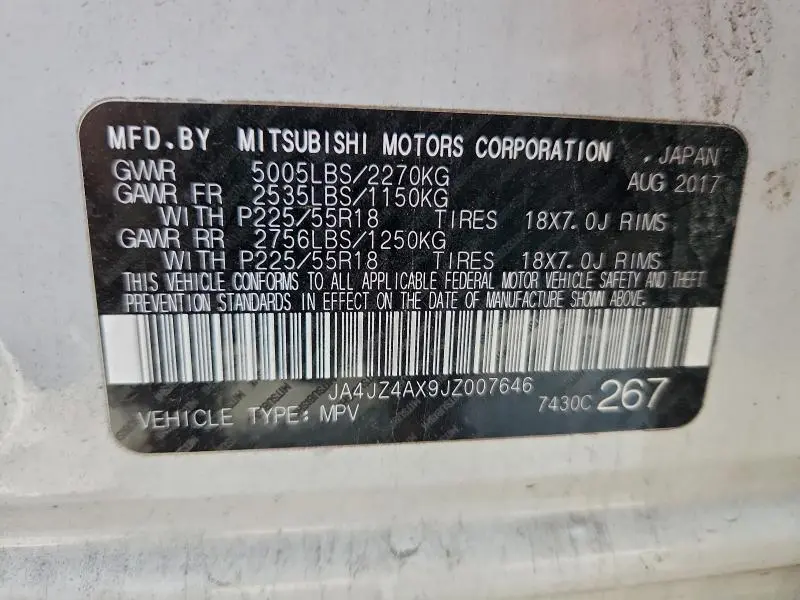 MFD.BY MITSUBISHI MOTORS CORPORATION . JAPAN
GVWR 5005LBS/2270KG AUG 2017
GAWR FR 2535LBS/1150KG
WITH P225/55R18 TIRES 18X7.0J RIMS
GAWR RR 2756LBS/1250KG
WITH P225/55R18 TIRES 18X7.0J RIMS
THIS VEHICLE CONFORMS TO ALL APPLICABLE FEDERAL MOTOR VEHICLE SAFETY AND THEFT
PREVENTION STANDARDS IN EFFECT ON THE DATE OF MANUFACTURE SHOWN ABOVE.
JA4JZ4AX9JZ007646
VEHICLE TYPE: MPV 7430C 267